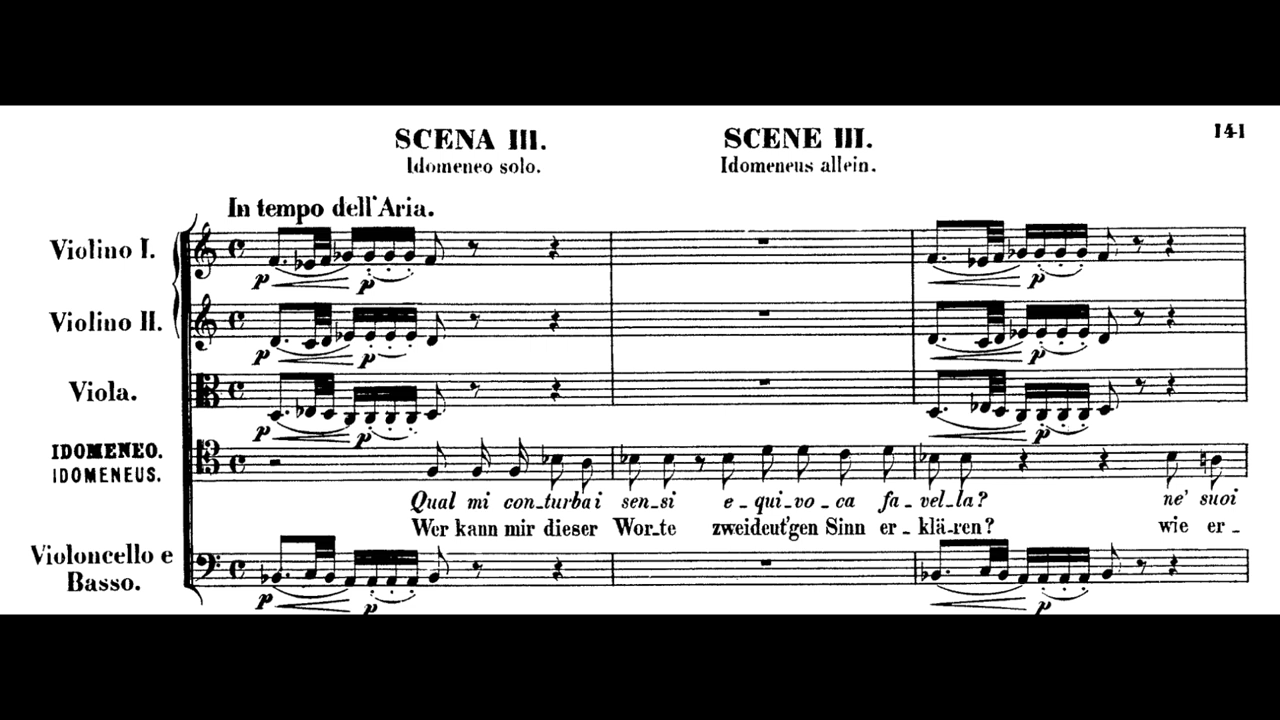 SCENA III. SCENE III. 141
Idomeneo solo. Idomeneus allein.
In tempo dell'Aria.
Violino I.
p p p
Violino II.
p p p
Viola.
p p p
IDOMENEO.
IDOMENEUS.
Qual mi con_turba i sen_si e_qui_vo_ca fa_vel_la? ne' suoi
Wer kann mir dieser Wor_te zweideut'gen Sinn er_klä_ren? wie er_
Violoncello e
Basso.
p p p